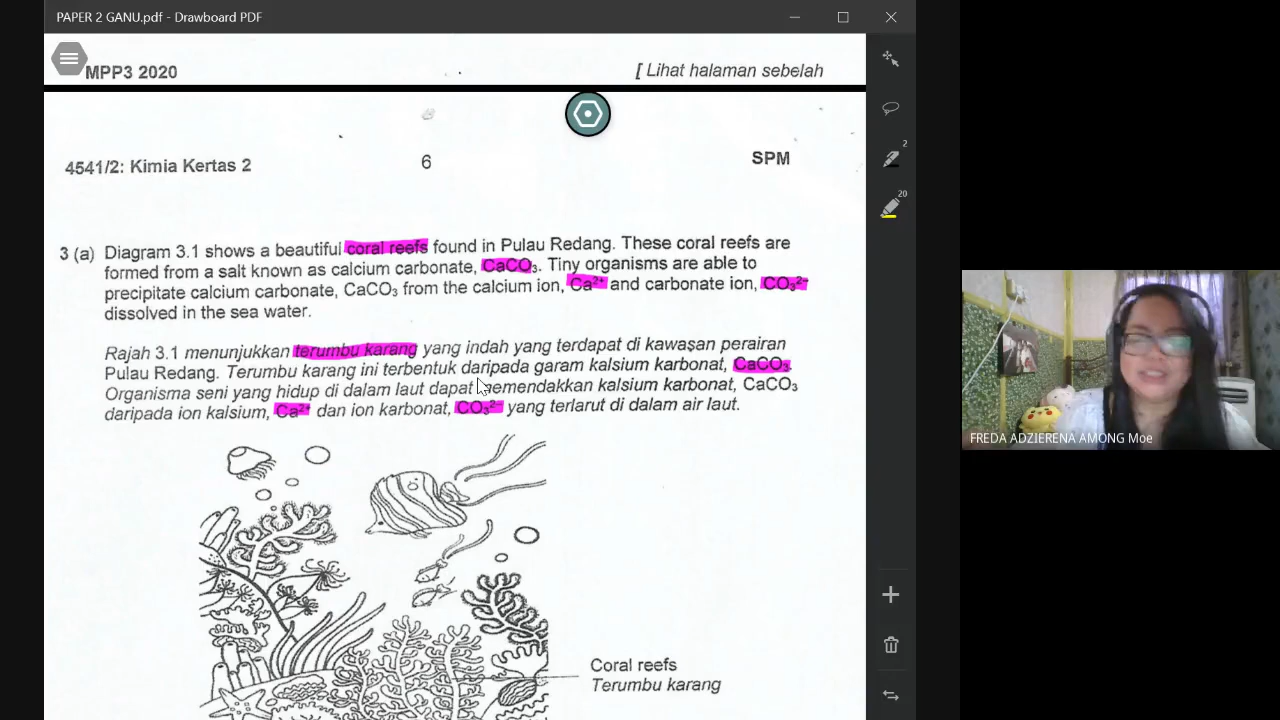 PAPER 2 GANU.pdf - Drawboard PDF
MPP3 2020
[ Lihat halaman sebelah
2
20
4541/2: Kimia Kertas 2
6
SPM
3 (a) Diagram 3.1 shows a beautiful coral reefs found in Pulau Redang. These coral reefs are
formed from a salt known as calcium carbonate, CaCO₃. Tiny organisms are able to
precipitate calcium carbonate, CaCO₃ from the calcium ion, Ca²⁺ and carbonate ion, CO₃²⁻
dissolved in the sea water.
Rajah 3.1 menunjukkan terumbu karang yang indah yang terdapat di kawasan perairan
Pulau Redang. Terumbu karang ini terbentuk daripada garam kalsium karbonat, CaCO₃.
Organisma seni yang hidup di dalam laut dapat memendakkan kalsium karbonat, CaCO₃
daripada ion kalsium, Ca²⁺ dan ion karbonat, CO₃²⁻ yang terlarut di dalam air laut.
Coral reefs
Terumbu karang
FREDA ADZIERENA AMONG Moe